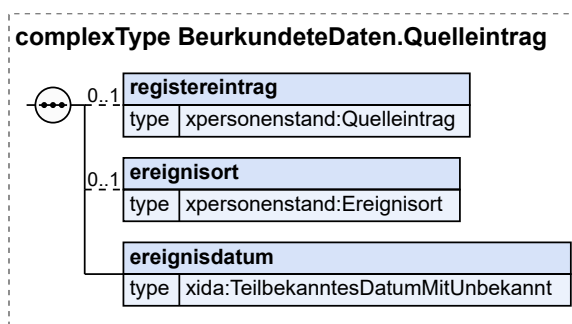 complexType BeurkundeteDaten.Quelleintrag
0..1
registereintrag
type xpersonenstand:Quelleintrag
0..1
ereignisort
type xpersonenstand:Ereignisort
ereignisdatum
type xida:TeilbekanntesDatumMitUnbekannt